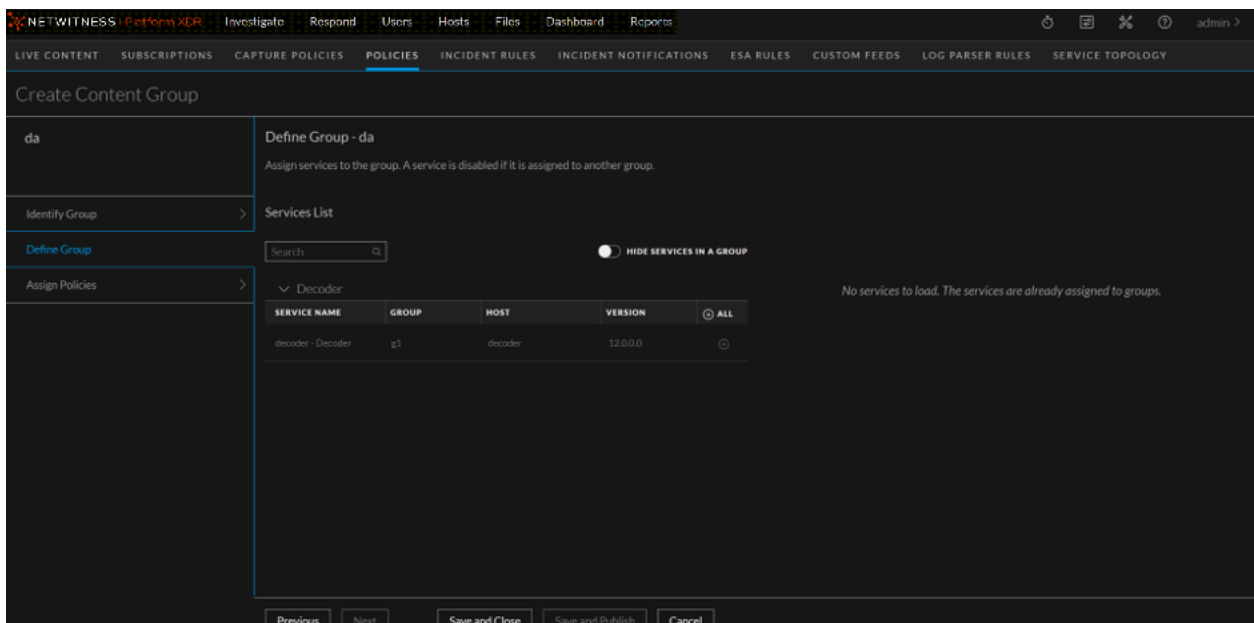 NETWITNESS Platform XDR Investigate Respond Users Hosts Files Dashboard Reports admin >
LIVE CONTENT SUBSCRIPTIONS CAPTURE POLICIES POLICIES INCIDENT RULES INCIDENT NOTIFICATIONS ESA RULES CUSTOM FEEDS LOG PARSER RULES SERVICE TOPOLOGY
Create Content Group
da
Identify Group
Define Group
Assign Policies
Define Group - da
Assign services to the group. A service is disabled if it is assigned to another group.
Services List
Search
HIDE SERVICES IN A GROUP
Decoder
SERVICE NAME GROUP HOST VERSION ALL
decoder - Decoder g1 decoder 12.0.0.0
No services to load. The services are already assigned to groups.
Previous Next Save and Close Save and Publish Cancel